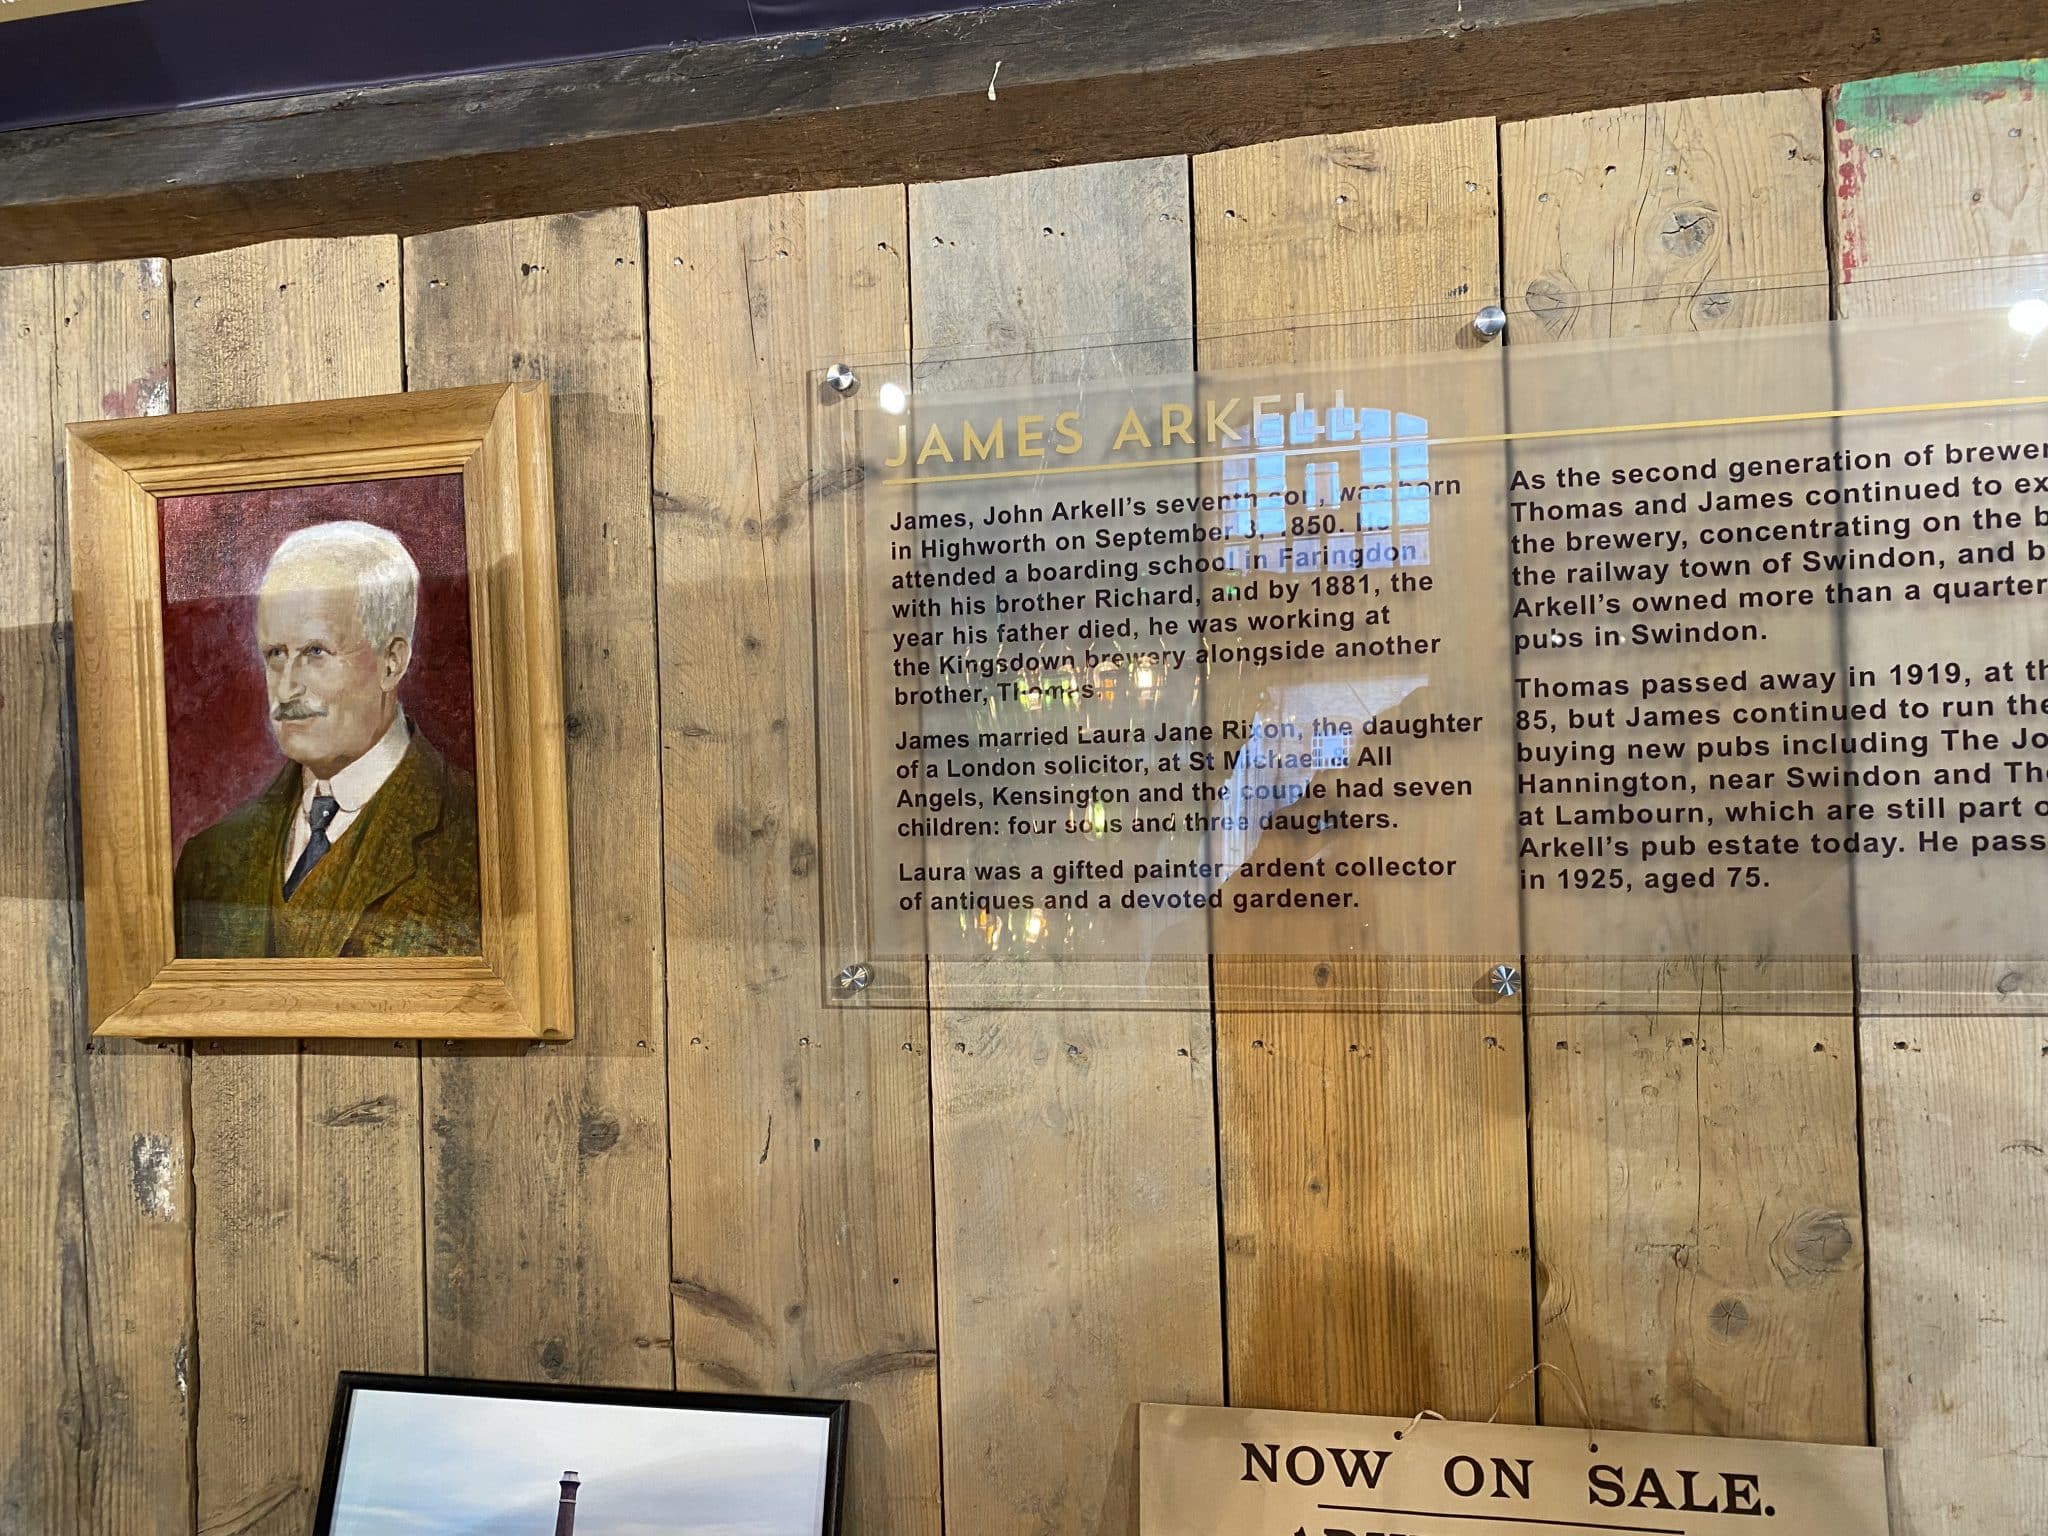 JAMES ARKELL
James, John Arkell's seventh son, was born
in Highworth on September 3, 1850. He
attended a boarding school in Faringdon
with his brother Richard, and by 1881, the
year his father died, he was working at
the Kingsdown brewery alongside another
brother, Thomas.
James married Laura Jane Rixon, the daughter
of a London solicitor, at St Michael & All
Angels, Kensington and the couple had seven
children: four sons and three daughters.
Laura was a gifted painter, ardent collector
of antiques and a devoted gardener.
As the second generation of
Thomas and James continued to
the brewery, concentrating on the
the railway town of Swindon, and
Arkell's owned more than a quarter
pubs in Swindon.
Thomas passed away in 1919, at
85, but James continued to run the
buying new pubs including The
Hannington, near Swindon and
at Lambourn, which are still part
Arkell's pub estate today. He
in 1925, aged 75.
NOW ON SALE.